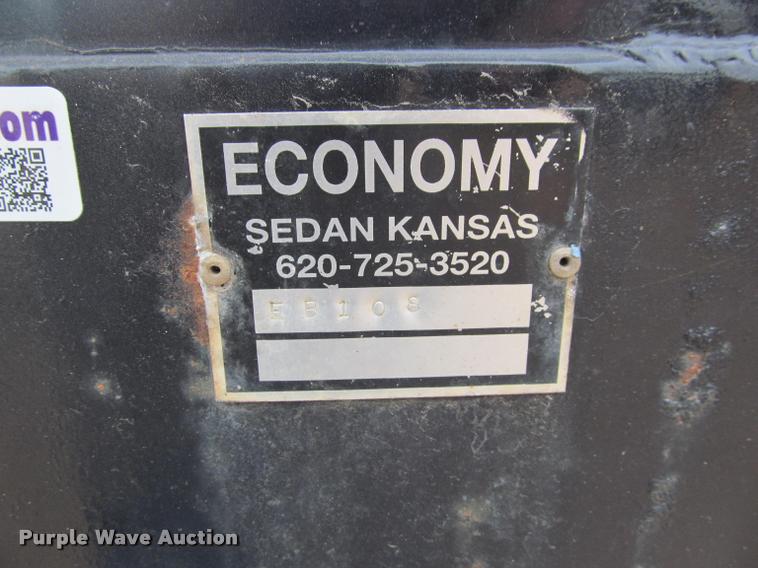 om
ECONOMY
SEDAN KANSAS
620-725-3520
EB108
Purple Wave Auction